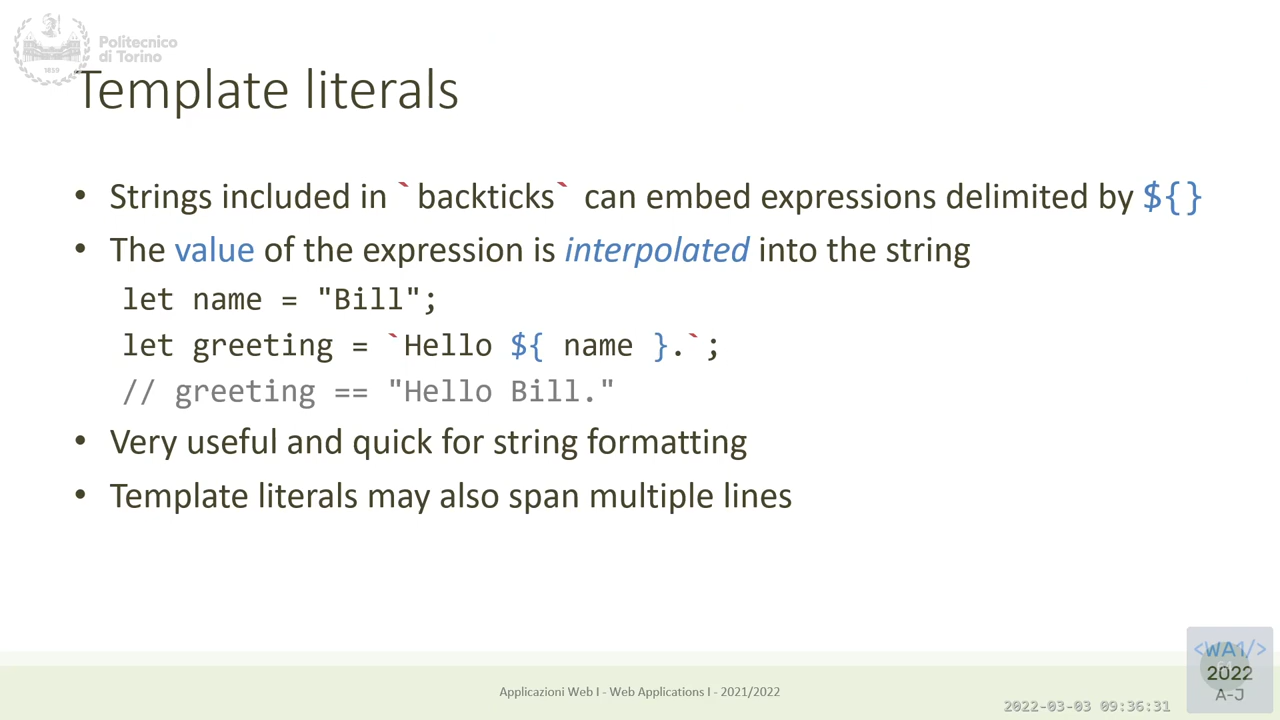 Politecnico
di Torino
1859
Template literals
• Strings included in `backticks` can embed expressions delimited by ${}
• The value of the expression is interpolated into the string
let name = "Bill";
let greeting = `Hello ${ name }.`;
// greeting == "Hello Bill."
• Very useful and quick for string formatting
• Template literals may also span multiple lines
Applicazioni Web I - Web Applications I - 2021/2022
2022-03-03 09:36:31
<WA1/>
2022
A-J